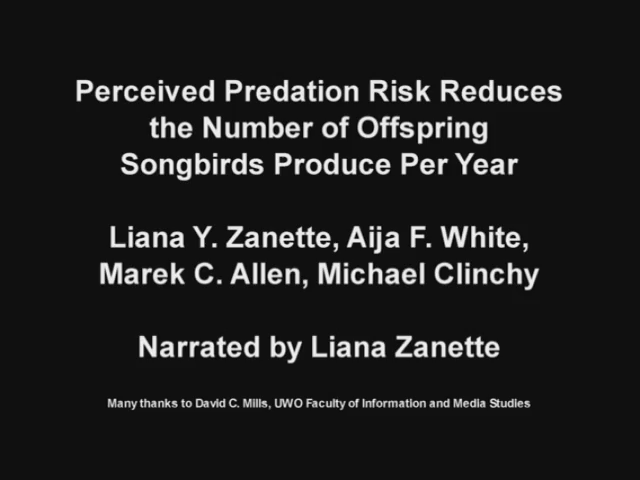 Perceived Predation Risk Reduces
the Number of Offspring
Songbirds Produce Per Year
Liana Y. Zanette, Aija F. White,
Marek C. Allen, Michael Clinchy
Narrated by Liana Zanette
Many thanks to David C. Mills, UWO Faculty of Information and Media Studies